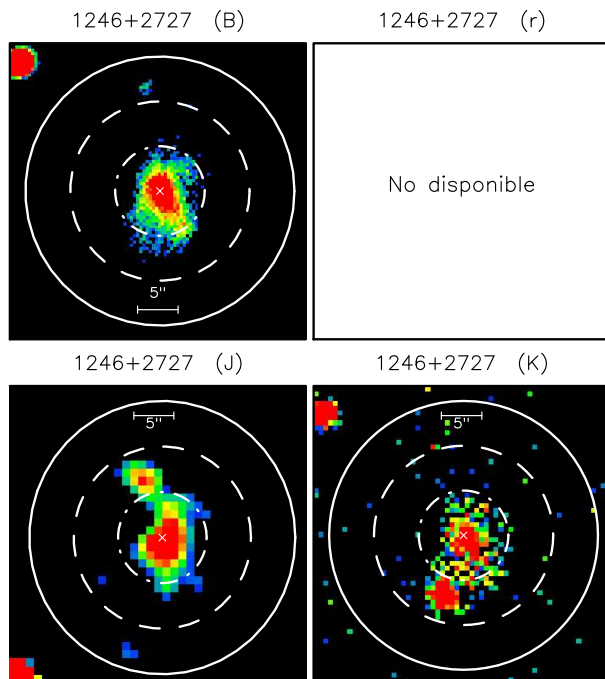 1246+2727 (B)
1246+2727 (r)
5"
No disponible
1246+2727 (J)
1246+2727 (K)
5"
5"